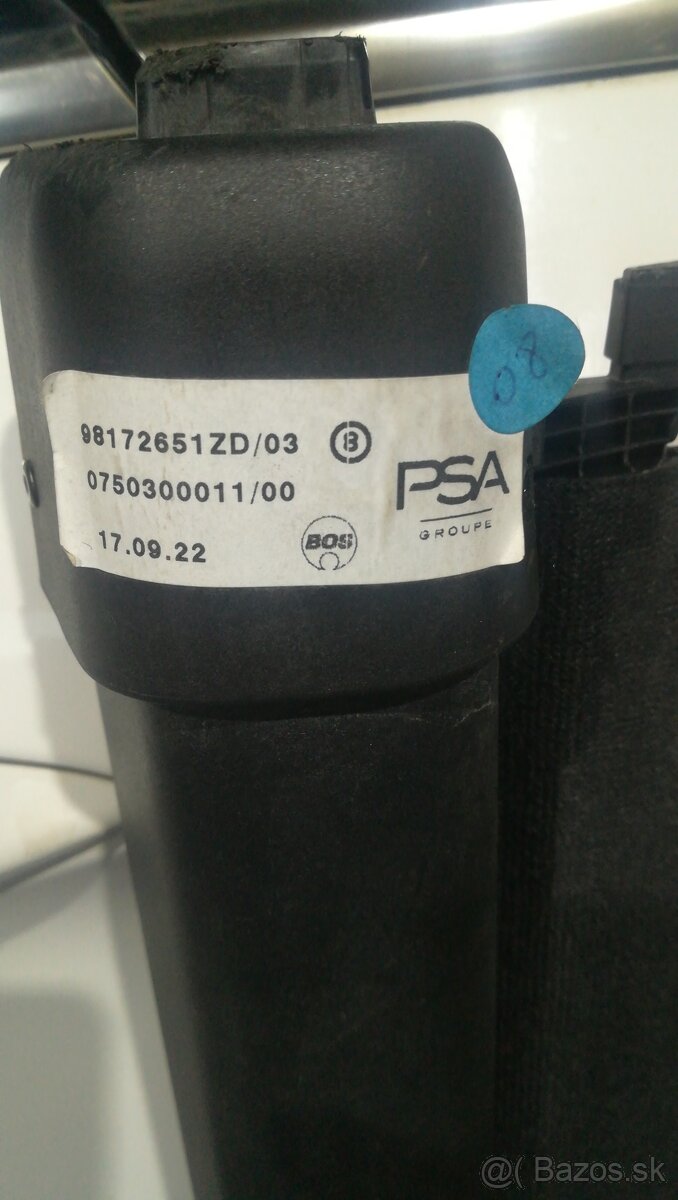 08
98172651ZD/03 B
0750300011/00
PSA
GROUPE
17.09.22
BOS
@( Bazos.sk